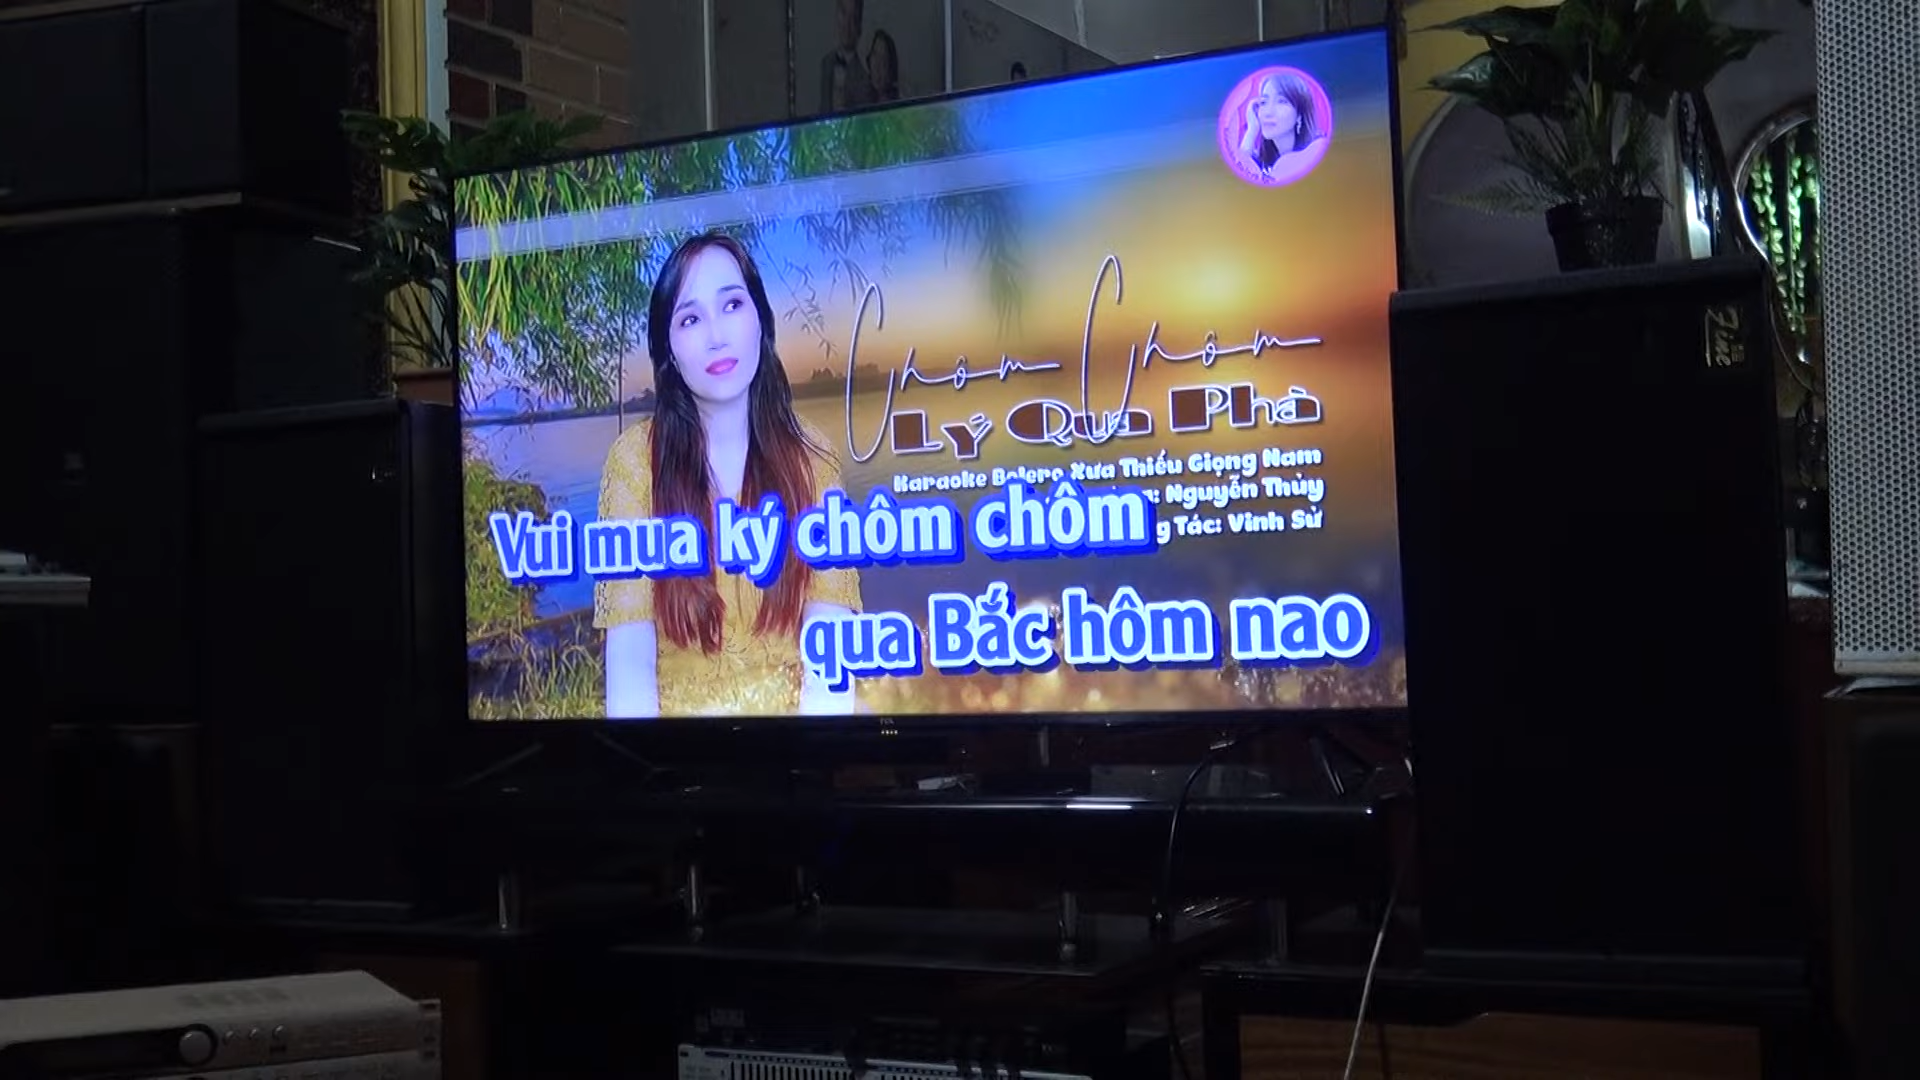 Chôm Chôm
Lý Qua Phà
Karaoke Bolero Xưa Thiếu Giọng Nam
Nguyễn Thủy
Tác: Vinh Sử
Vui mua ký chôm chôm
qua Bắc hôm nao
TCL